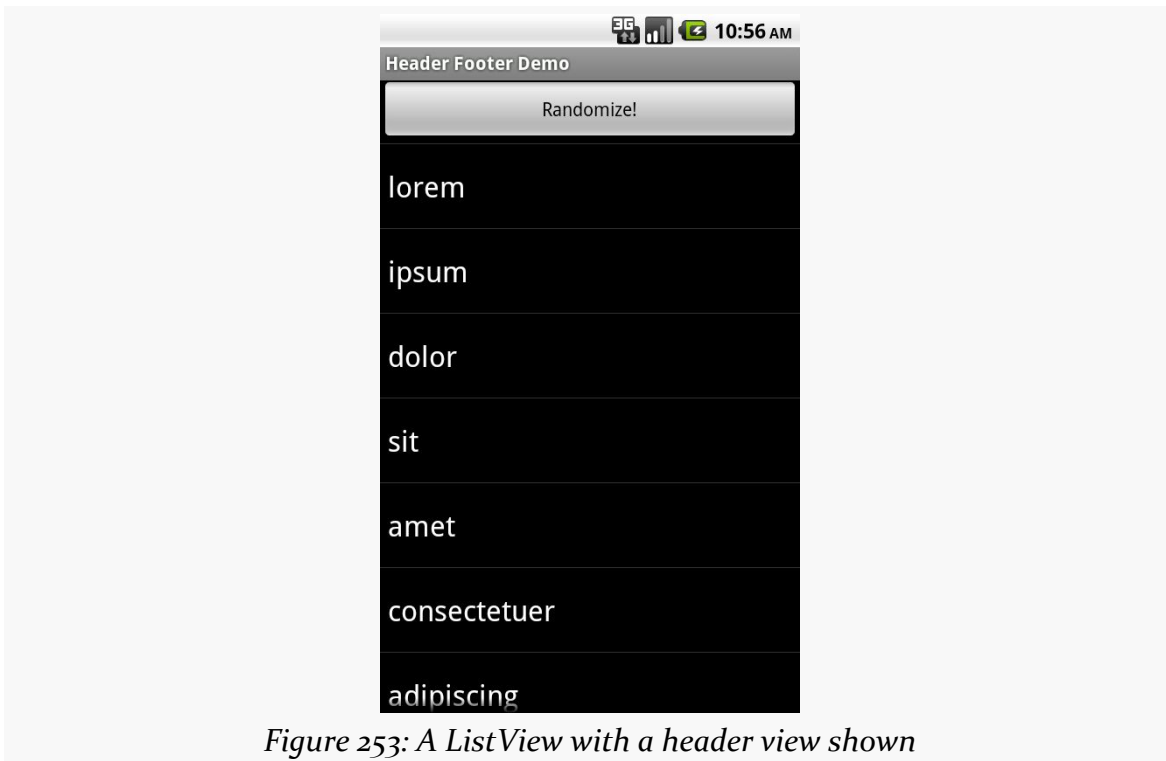 3G 10:56 AM
Header Footer Demo
Randomize!
lorem
ipsum
dolor
sit
amet
consectetuer
adipiscing
Figure 253: A ListView with a header view shown